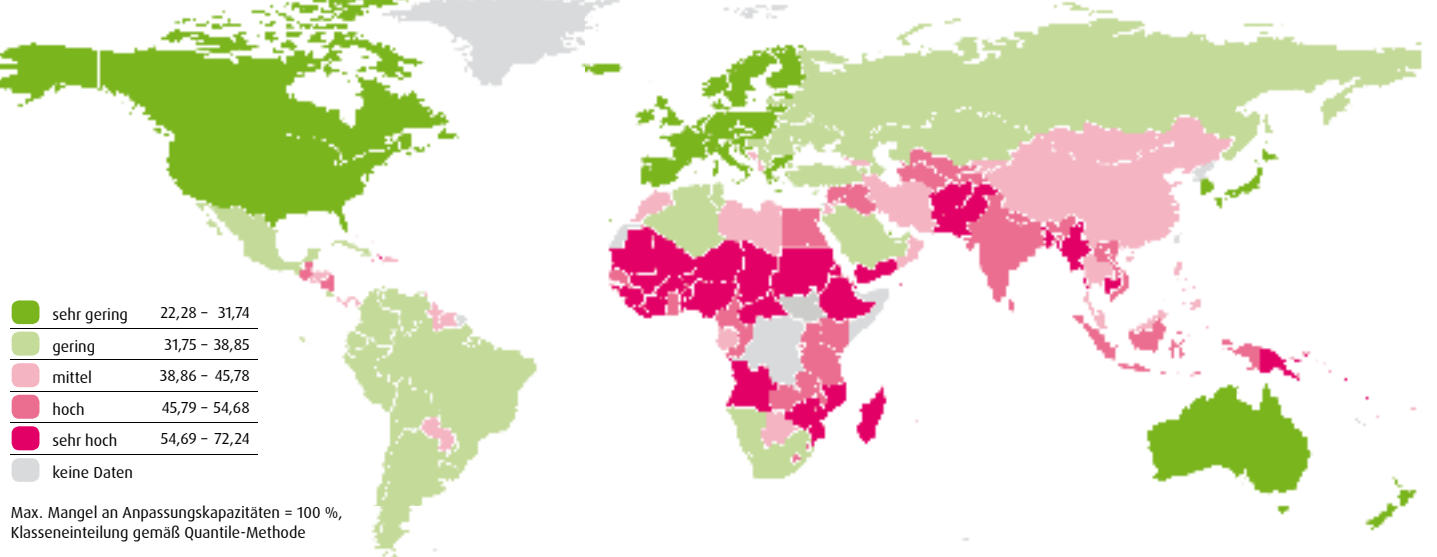 sehr gering 22,28 – 31,74
gering 31,75 – 38,85
mittel 38,86 – 45,78
hoch 45,79 – 54,68
sehr hoch 54,69 – 72,24
keine Daten
Max. Mangel an Anpassungskapazitäten = 100 %,
Klasseneinteilung gemäß Quantile-Methode